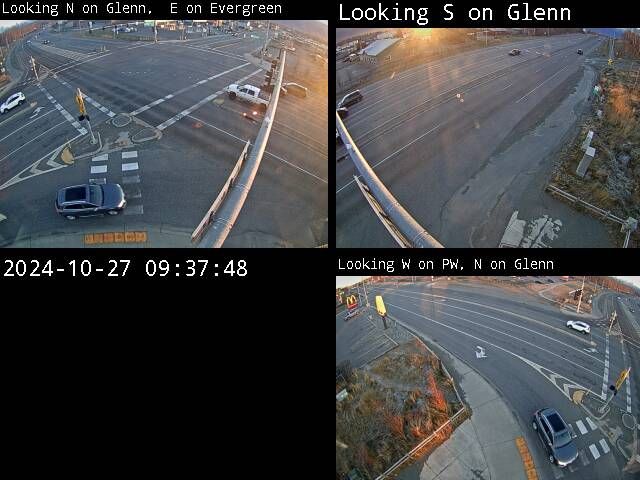 Looking N on Glenn,  E on Evergreen
Looking S on Glenn
2024-10-27 09:37:48
Looking W on PW, N on Glenn